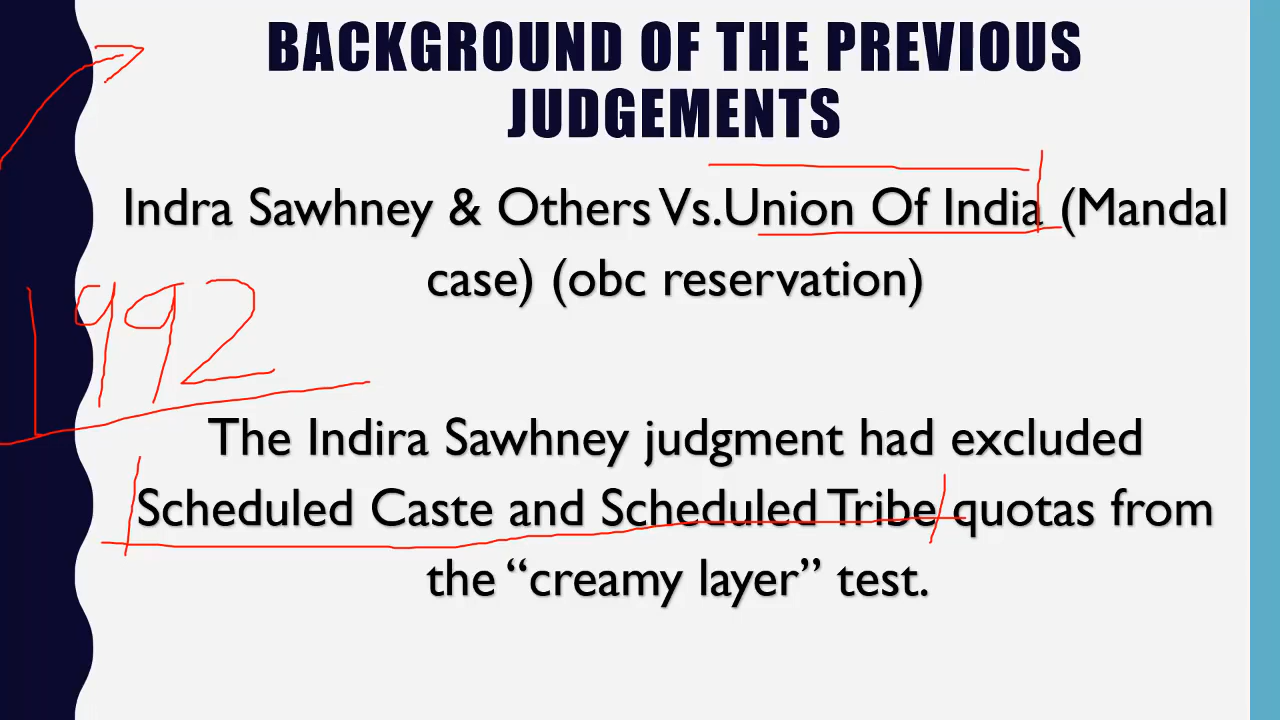 BACKGROUND OF THE PREVIOUS
JUDGEMENTS
Indra Sawhney & Others Vs.Union Of India (Mandal
case) (obc reservation)
1992
The Indira Sawhney judgment had excluded
Scheduled Caste and Scheduled Tribe quotas from
the “creamy layer” test.